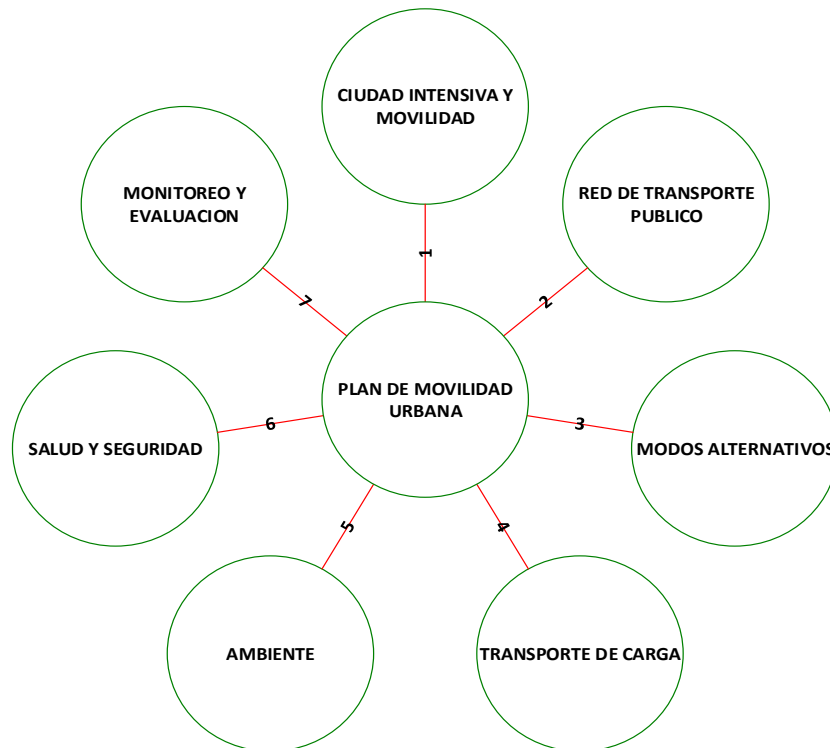 CIUDAD INTENSIVA Y
MOVILIDAD
MONITOREO Y
EVALUACION
RED DE TRANSPORTE
PUBLICO
1
7
2
PLAN DE MOVILIDAD
URBANA
SALUD Y SEGURIDAD
6
3
MODOS ALTERNATIVOS
5
4
AMBIENTE
TRANSPORTE DE CARGA